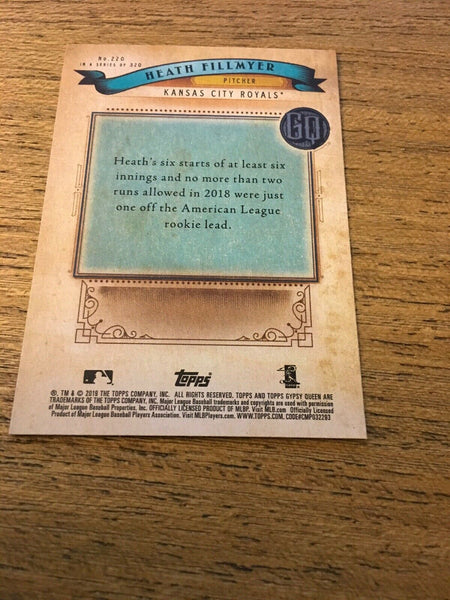 No. 220
IN A SERIES OF 320
HEATH FILLMYER
PITCHER
KANSAS CITY ROYALS®
GQ
Heath's six starts of at least six
innings and no more than two
runs allowed in 2018 were just
one off the American League
rookie lead.
Topps
®, TM & © 2019 THE TOPPS COMPANY, INC. ALL RIGHTS RESERVED. TOPPS AND TOPPS GYPSY QUEEN ARE
TRADEMARKS OF THE TOPPS COMPANY, INC. Major League Baseball trademarks and copyrights are used with permission
of Major League Baseball Properties, Inc. OFFICIALLY LICENSED PRODUCT OF MLBP. Visit MLB.com. Officially Licensed
Product of Major League Baseball Players Association. Visit MLBPlayers.com. WWW.TOPPS.COM. CODE#CMP032293